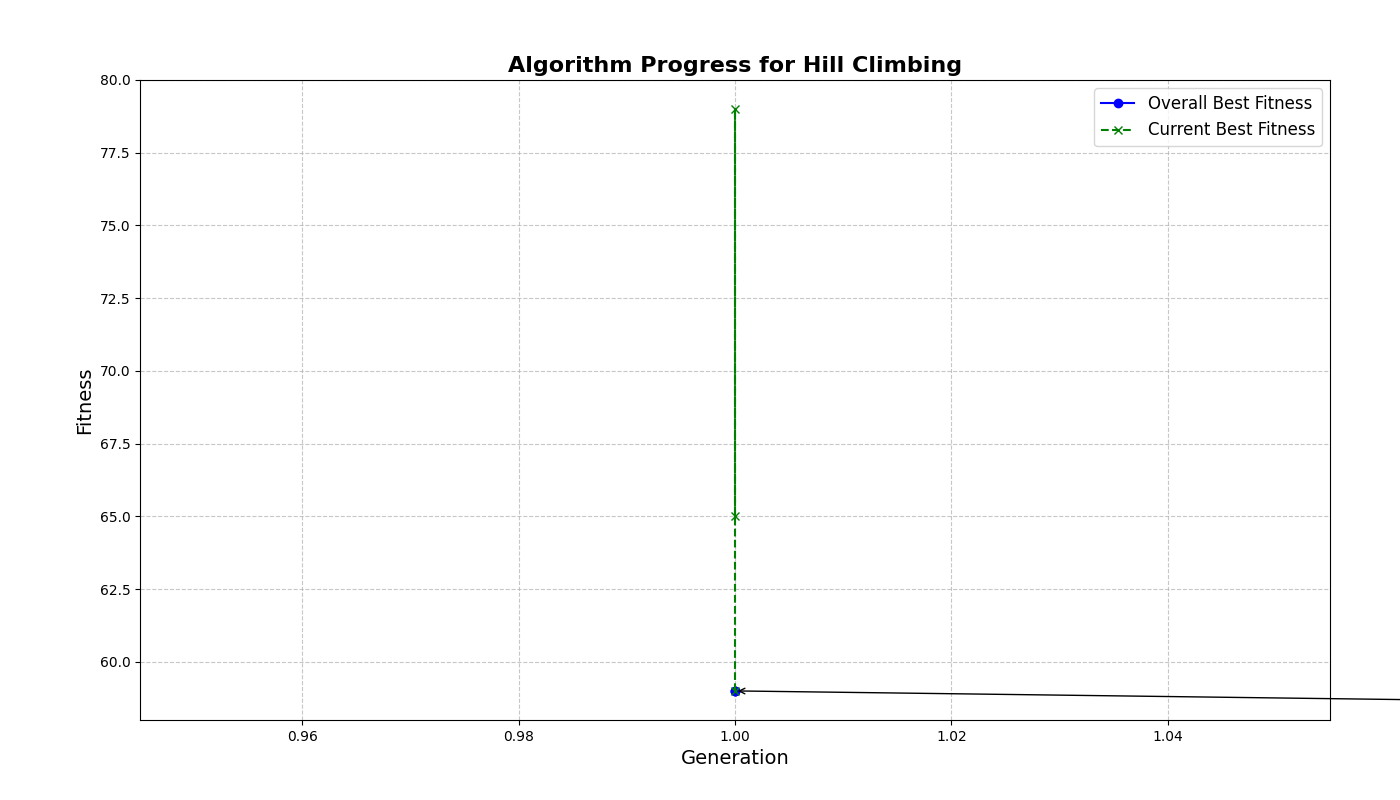 Algorithm Progress for Hill Climbing
80.0
77.5
75.0
72.5
70.0
67.5
65.0
62.5
60.0
Fitness
Overall Best Fitness
Current Best Fitness
0.96 0.98 1.00 1.02 1.04
Generation